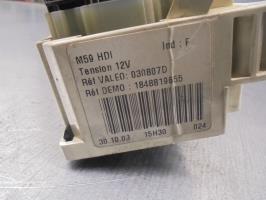 M59 HDI Ind : F
Tension 12V
Réf VALEO: 030807D
Réf DEMO : 1848819655
30.10.03 15H30 024